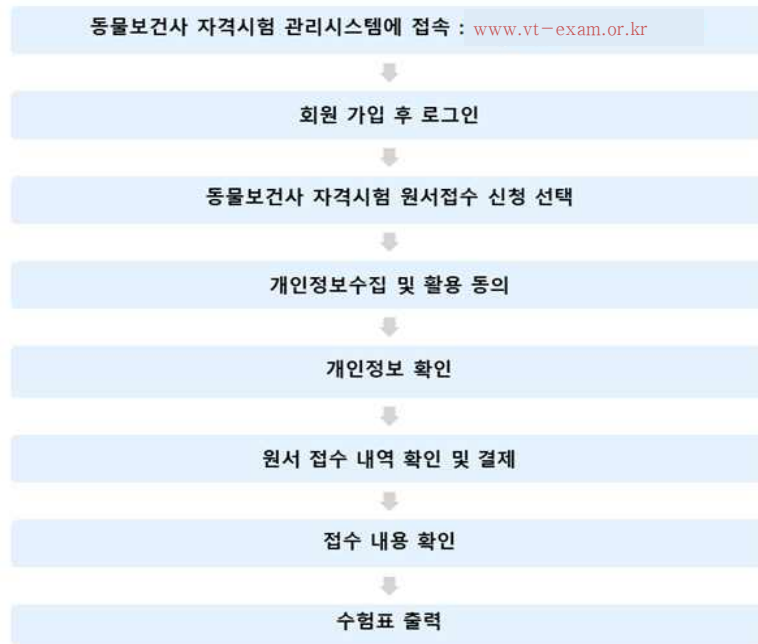 동물보건사 자격시험 관리시스템에 접속 : www.vt-exam.or.kr
회원 가입 후 로그인
동물보건사 자격시험 원서접수 신청 선택
개인정보수집 및 활용 동의
개인정보 확인
원서 접수 내역 확인 및 결제
접수 내용 확인
수험표 출력